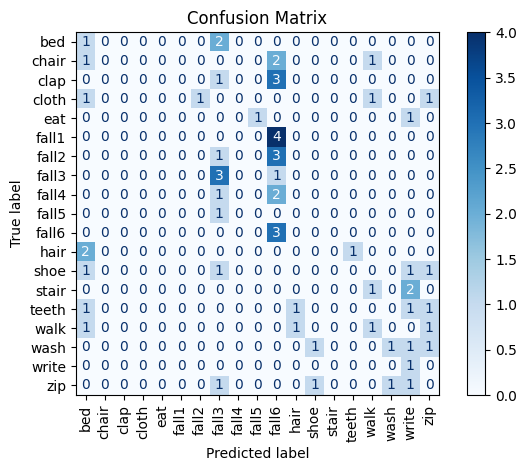 Confusion Matrix
bed 1 0 0 0 0 0 0 2 0 0 0 0 0 0 0 0 0 0 0
chair 1 0 0 0 0 0 0 0 0 0 2 0 0 0 0 1 0 0 0
clap 0 0 0 0 0 0 0 1 0 0 3 0 0 0 0 0 0 0 0
cloth 1 0 0 0 0 0 1 0 0 0 0 0 0 0 0 1 0 0 1
eat 0 0 0 0 0 0 0 0 0 1 0 0 0 0 0 0 0 1 0
fall1 0 0 0 0 0 0 0 0 0 0 4 0 0 0 0 0 0 0 0
fall2 0 0 0 0 0 0 0 1 0 0 3 0 0 0 0 0 0 0 0
fall3 0 0 0 0 0 0 0 3 0 0 1 0 0 0 0 0 0 0 0
fall4 0 0 0 0 0 0 0 1 0 0 2 0 0 0 0 0 0 0 0
fall5 0 0 0 0 0 0 0 1 0 0 0 0 0 0 0 0 0 0 0
fall6 0 0 0 0 0 0 0 0 0 0 3 0 0 0 0 0 0 0 0
hair 2 0 0 0 0 0 0 0 0 0 0 0 0 0 1 0 0 0 0
shoe 1 0 0 0 0 0 0 1 0 0 0 0 0 0 0 0 0 1 1
stair 0 0 0 0 0 0 0 0 0 0 0 0 0 0 0 1 0 2 0
teeth 1 0 0 0 0 0 0 0 0 0 0 1 0 0 0 0 0 1 1
walk 1 0 0 0 0 0 0 0 0 0 0 1 0 0 0 1 0 0 1
wash 0 0 0 0 0 0 0 0 0 0 0 0 1 0 0 0 1 1 1
write 0 0 0 0 0 0 0 0 0 0 0 0 0 0 0 0 0 1 0
zip 0 0 0 0 0 0 0 1 0 0 0 0 1 0 0 0 1 1 0
bed chair clap cloth eat fall1 fall2 fall3 fall4 fall5 fall6 hair shoe stair teeth walk wash write zip
True label
Predicted label
4.0
3.5
3.0
2.5
2.0
1.5
1.0
0.5
0.0